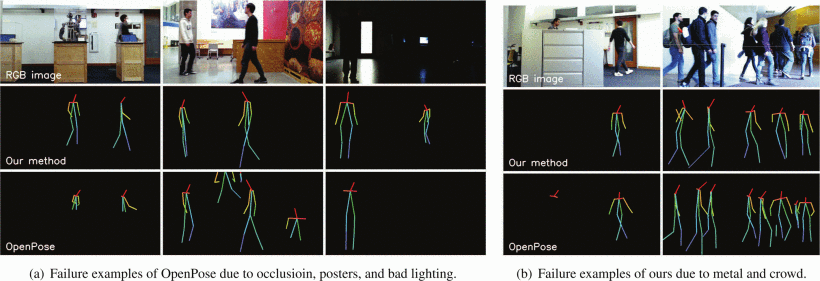 RGB image
Our method
OpenPose
(a) Failure examples of OpenPose due to occlusioin, posters, and bad lighting.
RGB image
Our method
OpenPose
(b) Failure examples of ours due to metal and crowd.